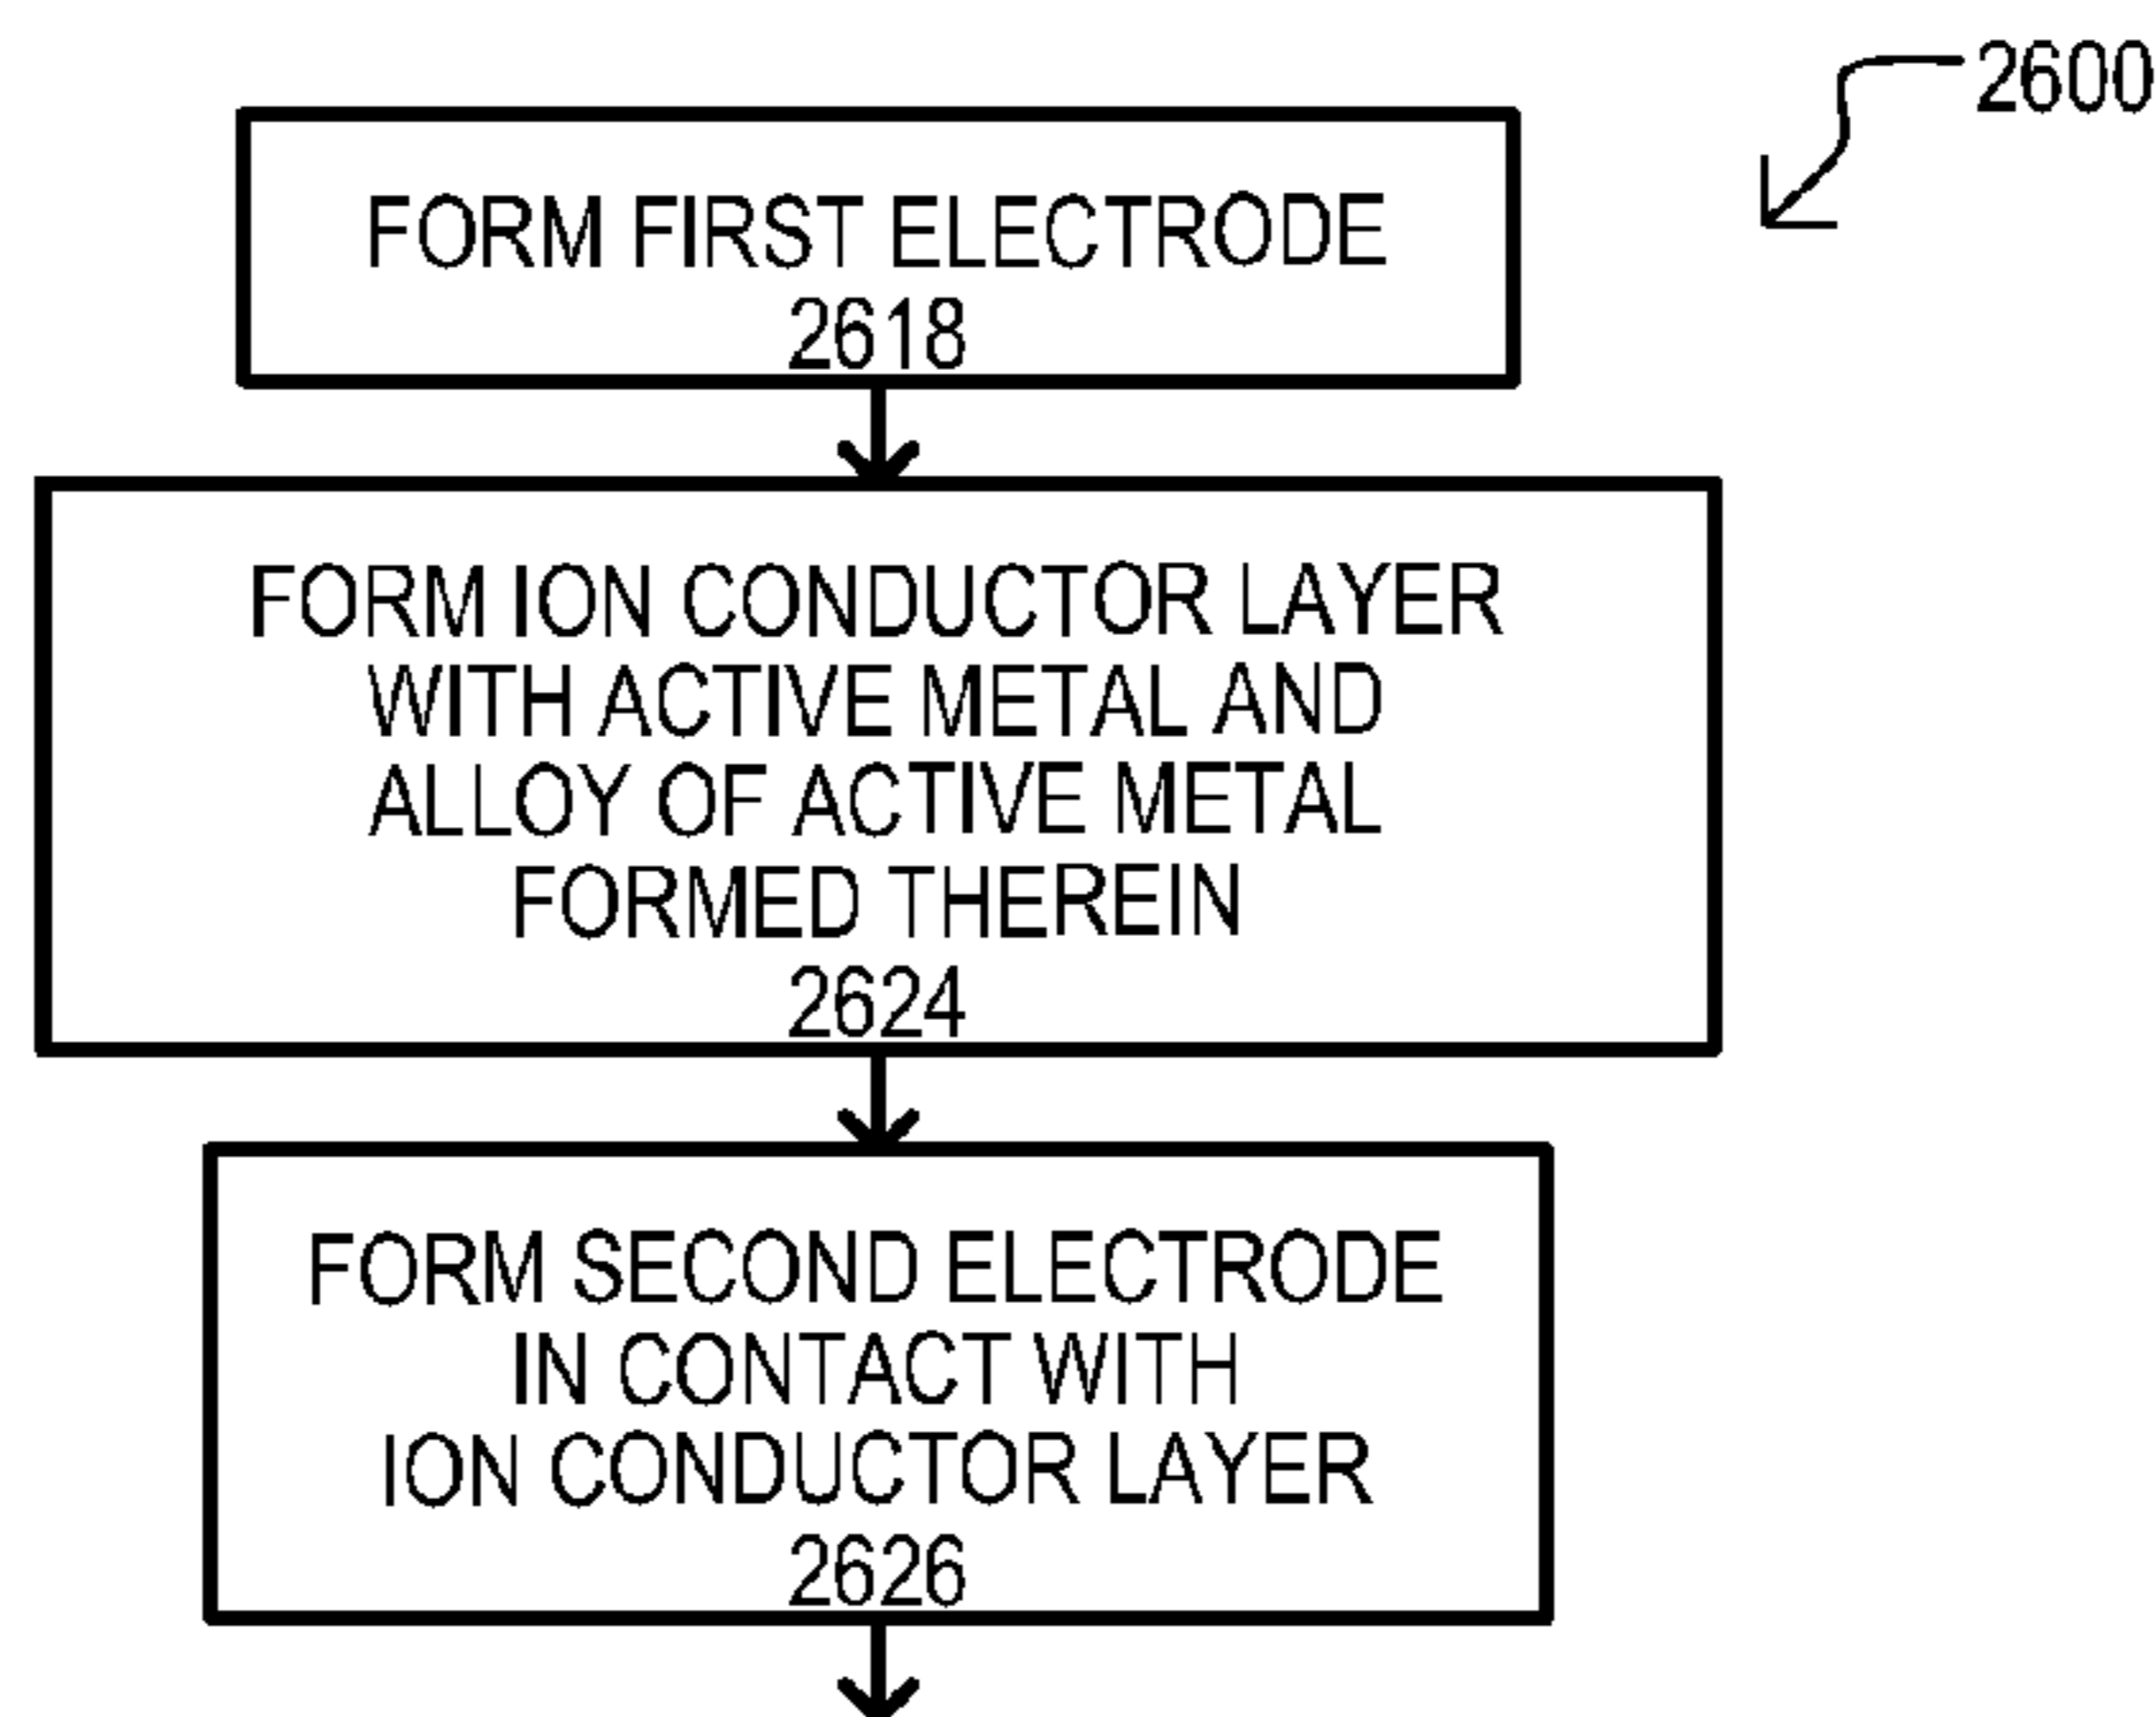 2600
FORM FIRST ELECTRODE
2618
FORM ION CONDUCTOR LAYER
WITH ACTIVE METAL AND
ALLOY OF ACTIVE METAL
FORMED THEREIN
2624
FORM SECOND ELECTRODE
IN CONTACT WITH
ION CONDUCTOR LAYER
2626